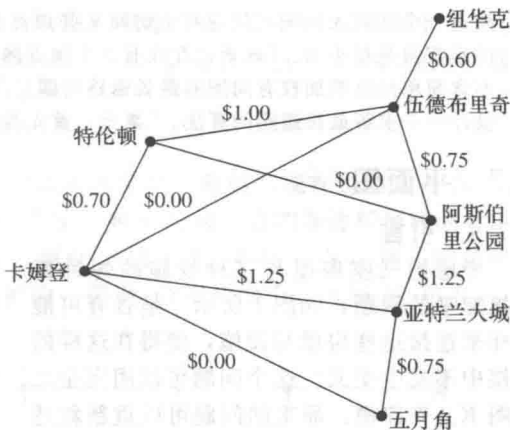 纽华克
$0.60
$1.00
伍德布里奇
特伦顿
$0.75
$0.70
$0.00
$0.00
阿斯伯
里公园
卡姆登
$1.25
$1.25
亚特兰大城
$0.00
$0.75
五月角